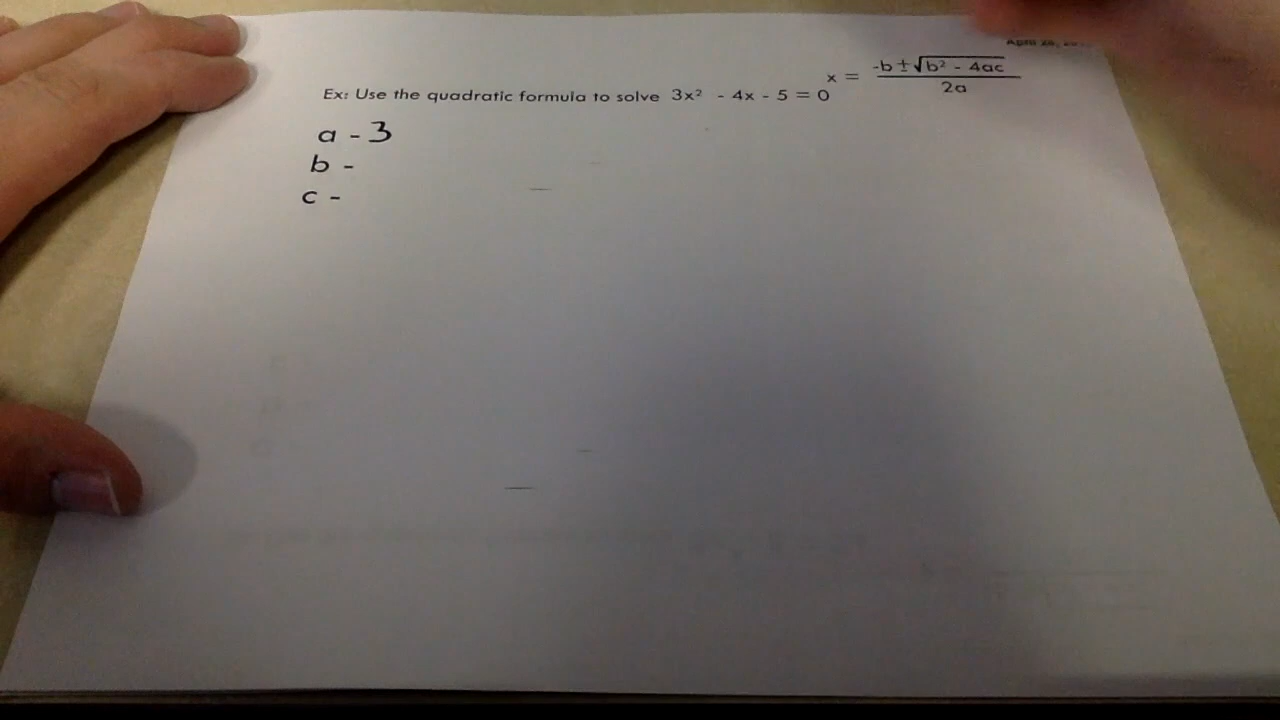 x = -b ± √b² - 4ac / 2a
Ex: Use the quadratic formula to solve 3x² - 4x - 5 = 0
a - 3
b -
c -